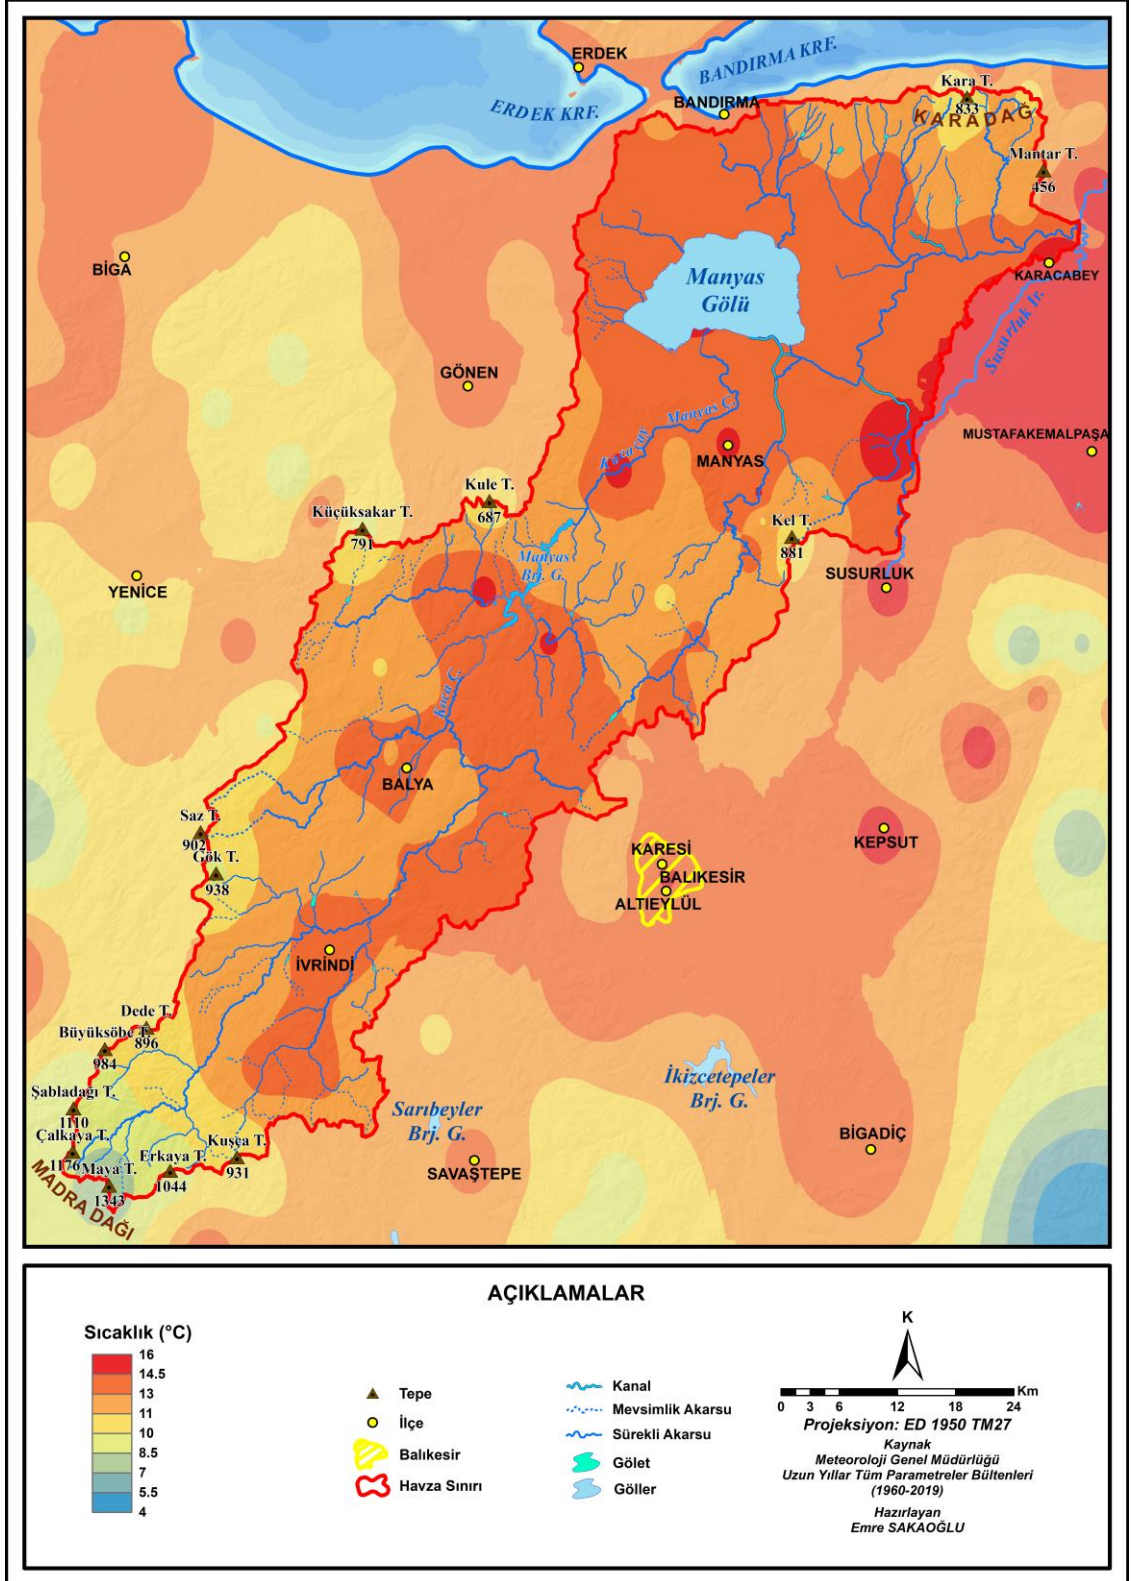 ERDEK
BANDIRMA KRF.
ERDEK KRF.
BANDIRMA
Kara T.
833
KARADAĞ
Mantar T.
456
BİGA
KARACABEY
Manyas
Gölü
Susurluk Ir.
GÖNEN
Manyas Ç.
Kocaçay
MUSTAFAKEMALPAŞA
MANYAS
Kule T.
687
Küçüksakar T.
791
Kel T.
881
Manyas
Brj. G.
SUSURLUK
YENİCE
Koca Ç.
BALYA
Saz T.
902
Gök T.
938
KEPSUT
KARESİ
BALIKESİR
ALTIEYLÜL
İVRİNDİ
Dede T.
896
Büyüksöbe T.
984
Şabladağı T.
1110
Çalkaya T.
1176
Maya T.
1343
Erkaya T.
1044
Kuşça T.
931
MADRA DAĞI
Sarıbeyler
Brj. G.
İkizcetepeler
Brj. G.
SAVAŞTEPE
BİGADİÇ
AÇIKLAMALAR
Sıcaklık (°C)
16
14.5
13
11
10
8.5
7
5.5
4
Tepe
İlçe
Balıkesir
Havza Sınırı
Kanal
Mevsimlik Akarsu
Sürekli Akarsu
Gölet
Göller
K
Km
0 3 6 12 18 24
Projeksiyon: ED 1950 TM27
Kaynak
Meteoroloji Genel Müdürlüğü
Uzun Yıllar Tüm Parametreler Bültenleri
(1960-2019)
Hazırlayan
Emre SAKAOĞLU